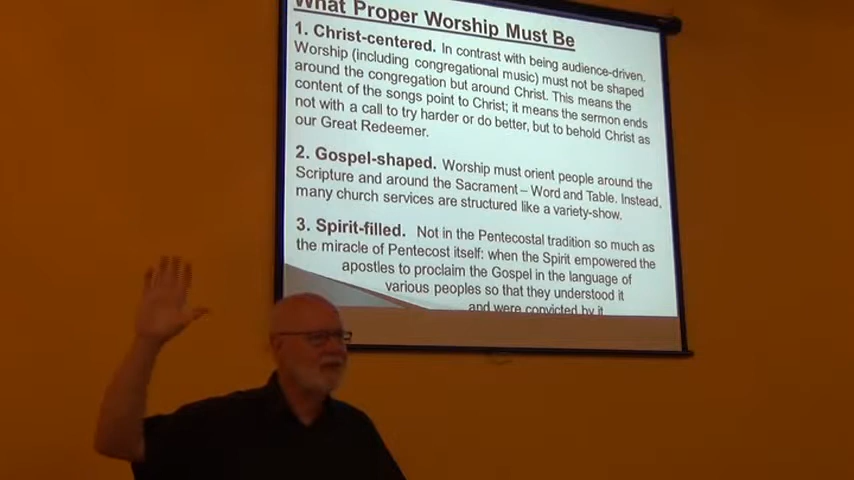 What Proper Worship Must Be
1. Christ-centered. In contrast with being audience-driven.
Worship (including congregational music) must not be shaped
around the congregation but around Christ. This means the
content of the songs point to Christ; it means the sermon ends
not with a call to try harder or do better, but to behold Christ as
our Great Redeemer.
2. Gospel-shaped. Worship must orient people around the
Scripture and around the Sacrament – Word and Table. Instead,
many church services are structured like a variety-show.
3. Spirit-filled. Not in the Pentecostal tradition so much as
the miracle of Pentecost itself: when the Spirit empowered the
apostles to proclaim the Gospel in the language of
various peoples so that they understood it
and were convicted by it